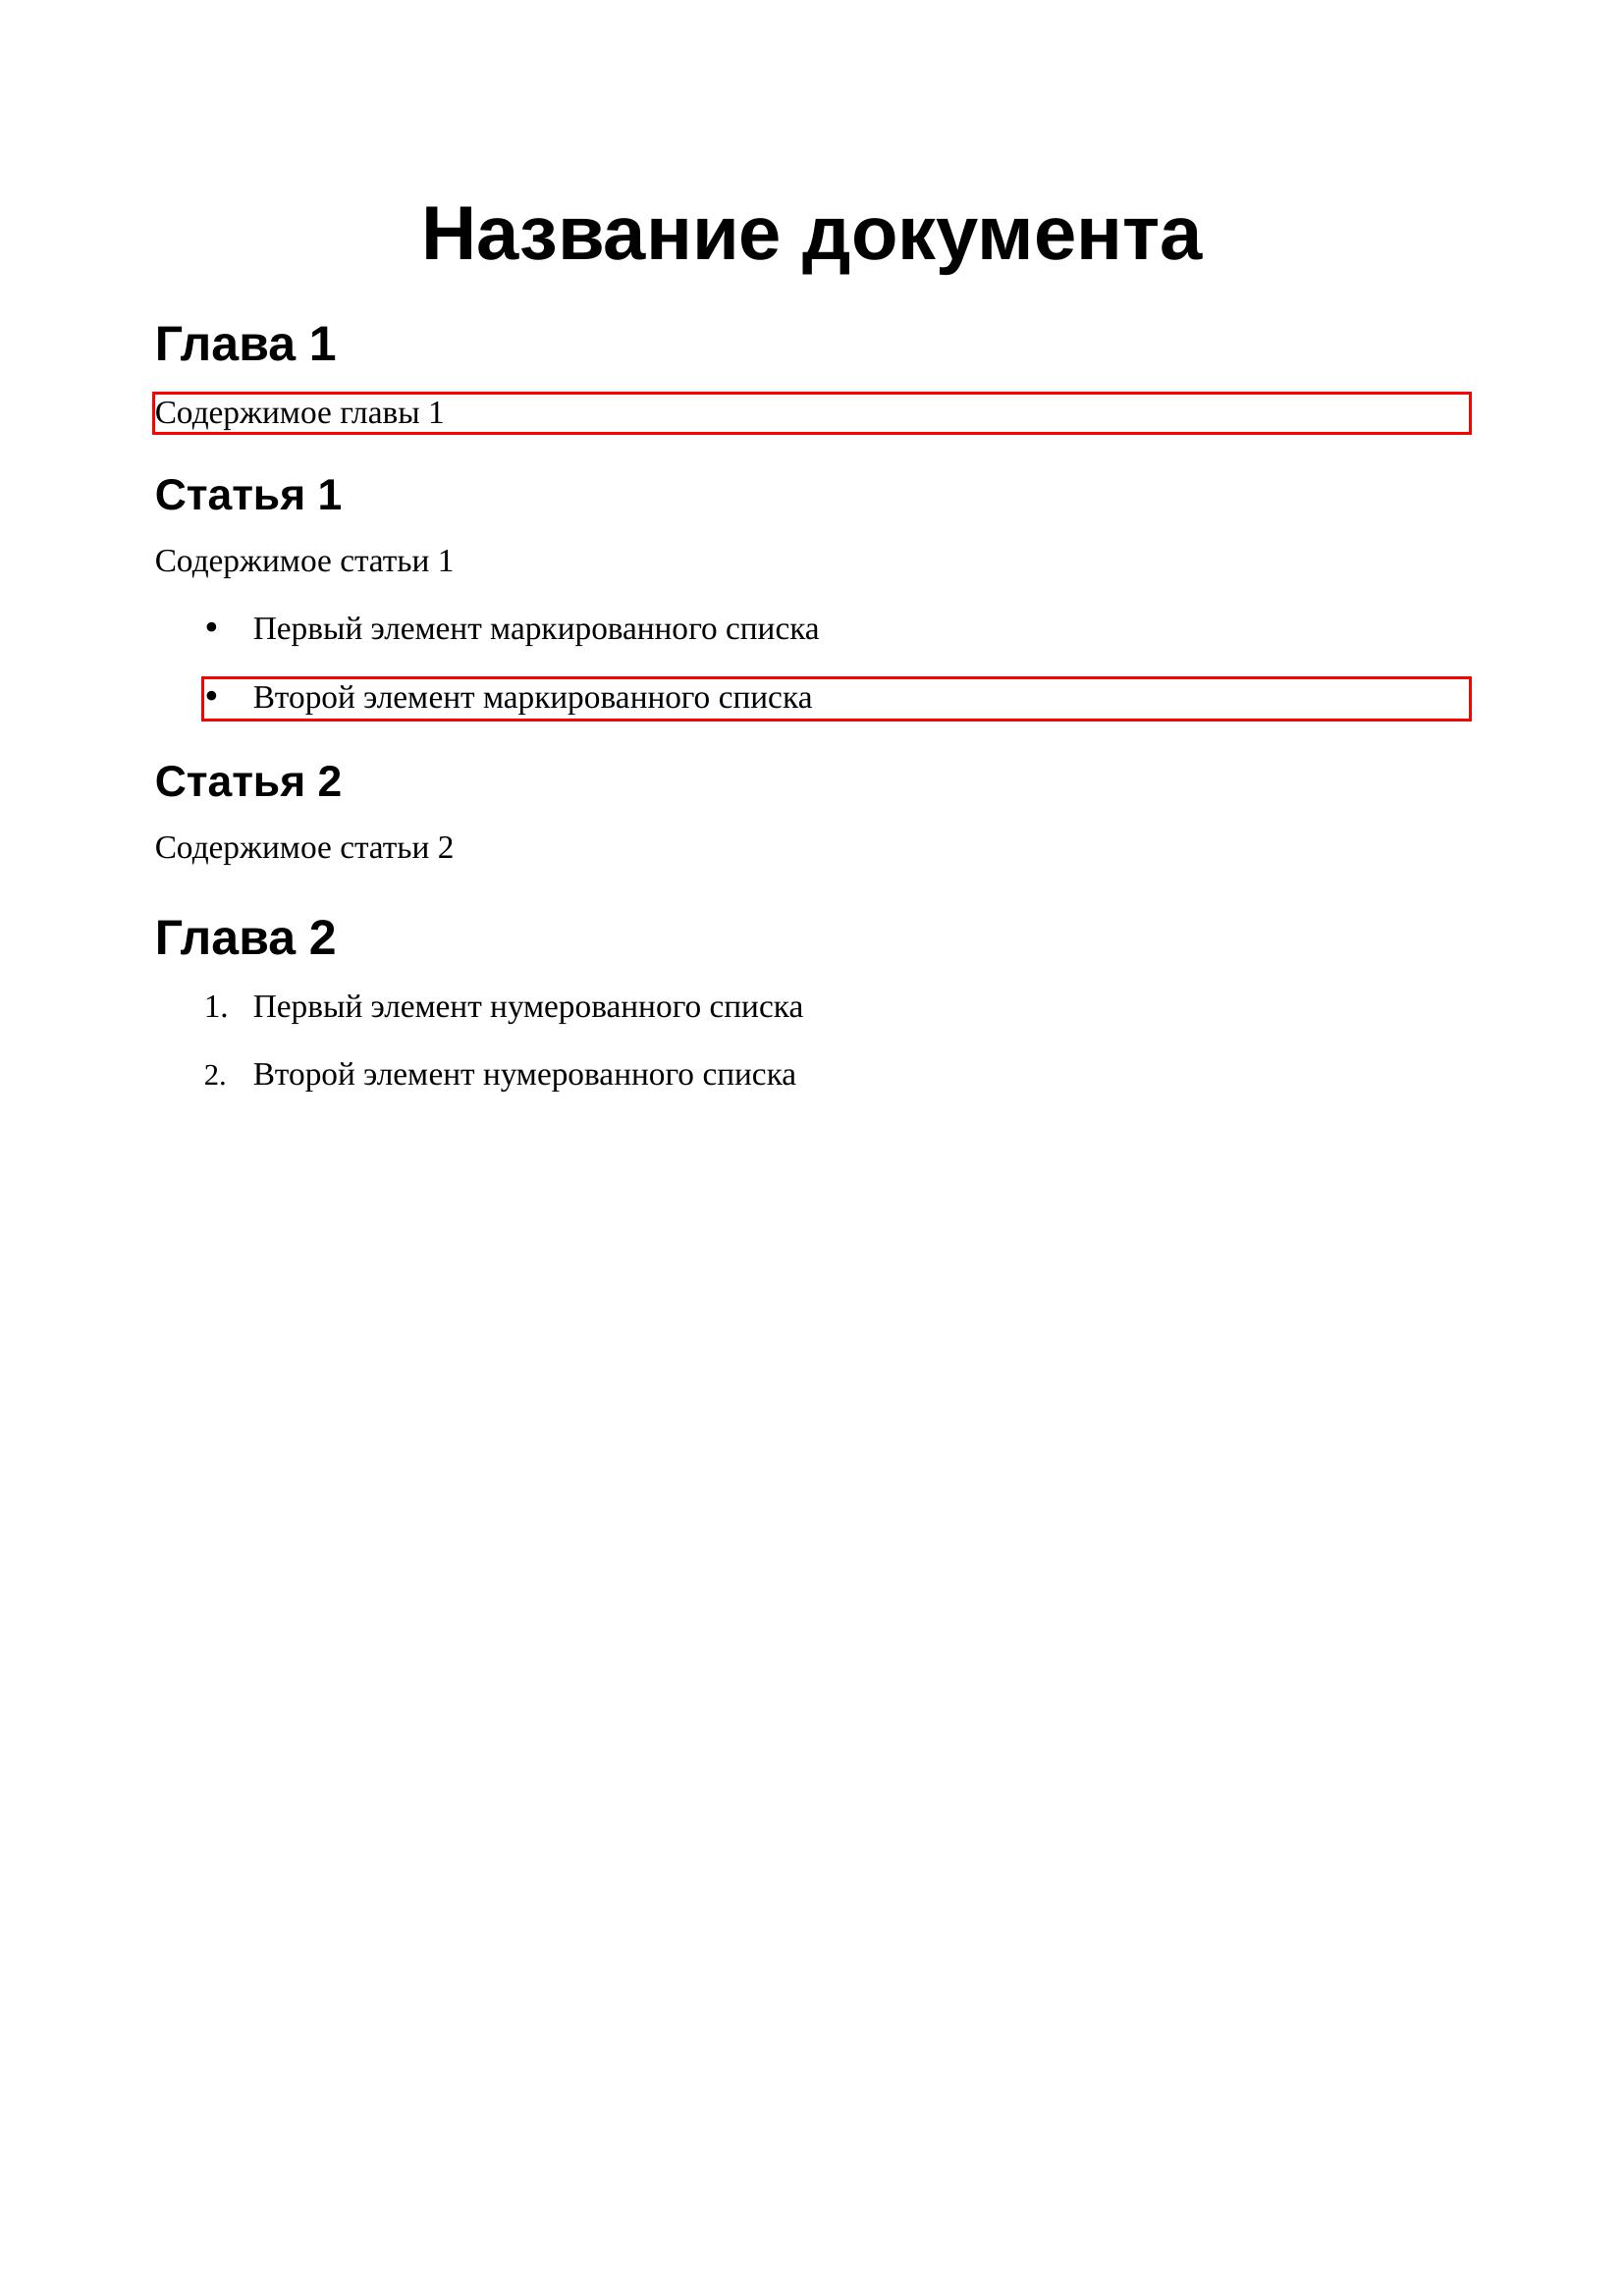 Название документа
Глава 1
Содержимое главы 1
Статья 1
Содержимое статьи 1
• Первый элемент маркированного списка
• Второй элемент маркированного списка
Статья 2
Содержимое статьи 2
Глава 2
1. Первый элемент нумерованного списка
2. Второй элемент нумерованного списка